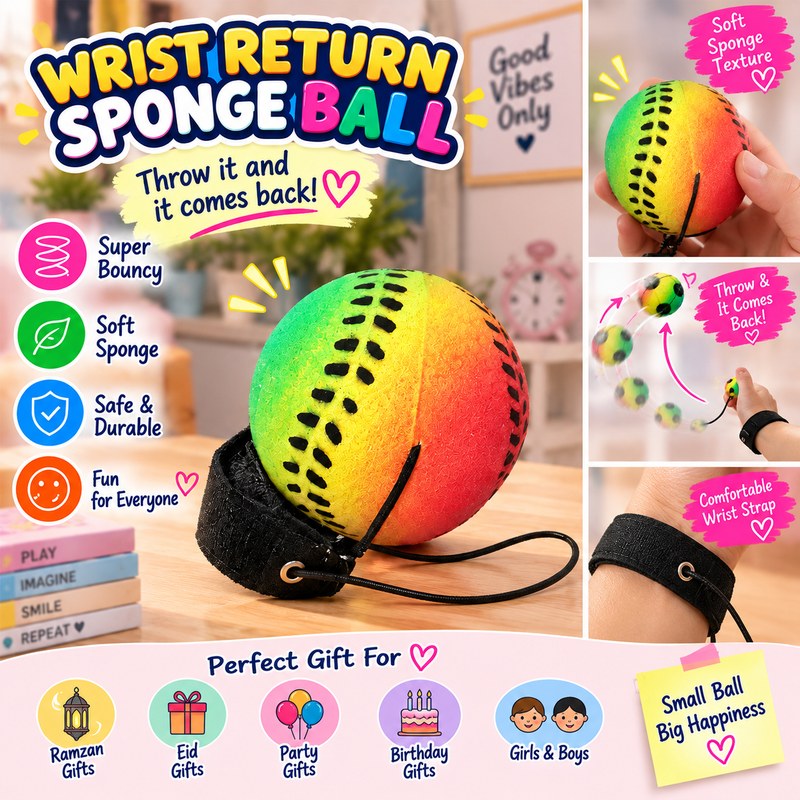 WRIST RETURN
SPONGE BALL
Throw it and
it comes back!
Super
Bouncy
Soft
Sponge
Safe &
Durable
Fun
for Everyone
Good
Vibes
Only
PLAY
IMAGINE
SMILE
REPEAT
Soft
Sponge
Texture
Throw &
It Comes
Back!
Comfortable
Wrist Strap
Perfect Gift For
Ramzan
Gifts
Eid
Gifts
Party
Gifts
Birthday
Gifts
Girls & Boys
Small Ball
Big Happiness